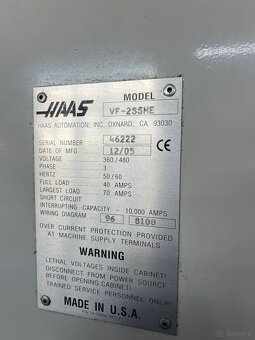 HAAS
MODEL
VF-2SSHE
HAAS AUTOMATION, INC. OXNARD, CA. 93030
SERIAL NUMBER 46222
DATE OF MFG 12/05
VOLTAGE 360/480
PHASE 3
HERTZ 50/60
FULL LOAD 40 AMPS
LARGEST LOAD 70 AMPS
SHORT CIRCUIT
INTERRUPTING CAPACITY 10,000 AMPS
WIRING DIAGRAM 96 8100
OVER CURRENT PROTECTION PROVIDED
AT MACHINE SUPPLY TERMINALS.
WARNING
LETHAL VOLTAGES INSIDE CABINET!
DISCONNECT FROM POWER SOURCE
BEFORE OPENING CABINET!
TRAINED SERVICE PERSONNEL ONLY!
MADE IN U.S.A.